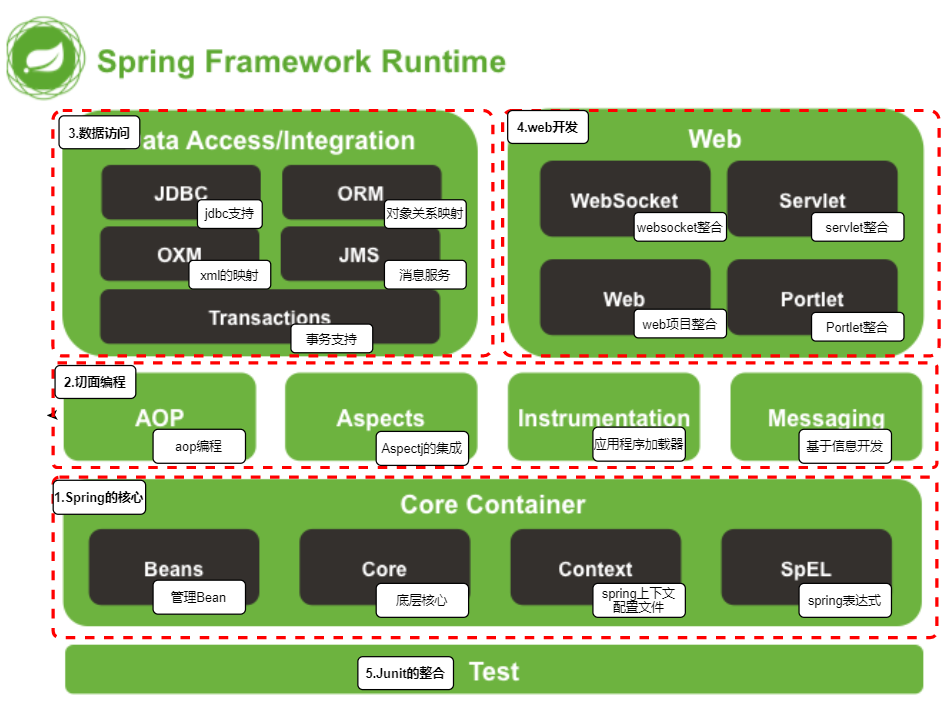 Spring Framework Runtime
3.数据访问
ata Access/Integration
JDBC
jdbc支持
ORM
对象关系映射
OXM
xml的映射
JMS
消息服务
Transactions
事务支持
4.web开发
Web
WebSocket
websocket整合
Servlet
servlet整合
Web
web项目整合
Portlet
Portlet整合
2.切面编程
AOP
aop编程
Aspects
Aspectj的集成
Instrumentation
应用程序加载器
Messaging
基于信息开发
1.Spring的核心
Core Container
Beans
管理Bean
Core
底层核心
Context
spring上下文
配置文件
SpEL
spring表达式
5.Junit的整合
Test